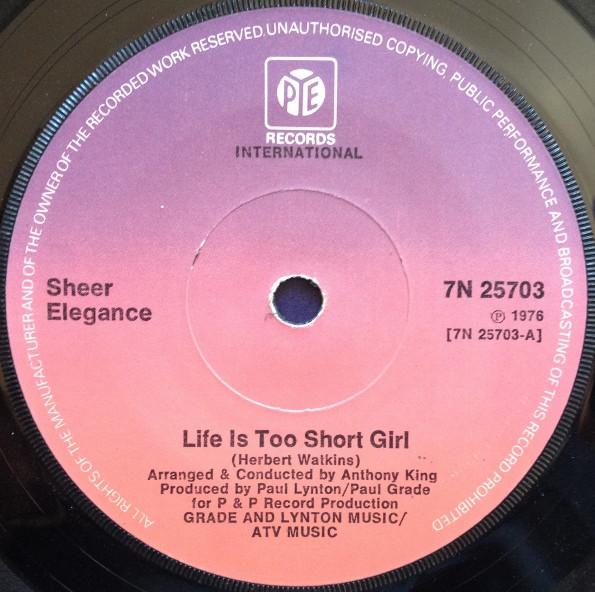 ALL RIGHTS OF THE MANUFACTURER AND OF THE OWNER OF THE RECORDED WORK RESERVED. UNAUTHORISED COPYING, PUBLIC PERFORMANCE AND BROADCASTING OF THIS RECORD PROHIBITED
PYE
RECORDS
INTERNATIONAL
Sheer
Elegance
7N 25703
℗ 1976
[7N 25703-A]
Life Is Too Short Girl
(Herbert Watkins)
Arranged & Conducted by Anthony King
Produced by Paul Lynton/Paul Grade
for P & P Record Production
GRADE AND LYNTON MUSIC/
ATV MUSIC